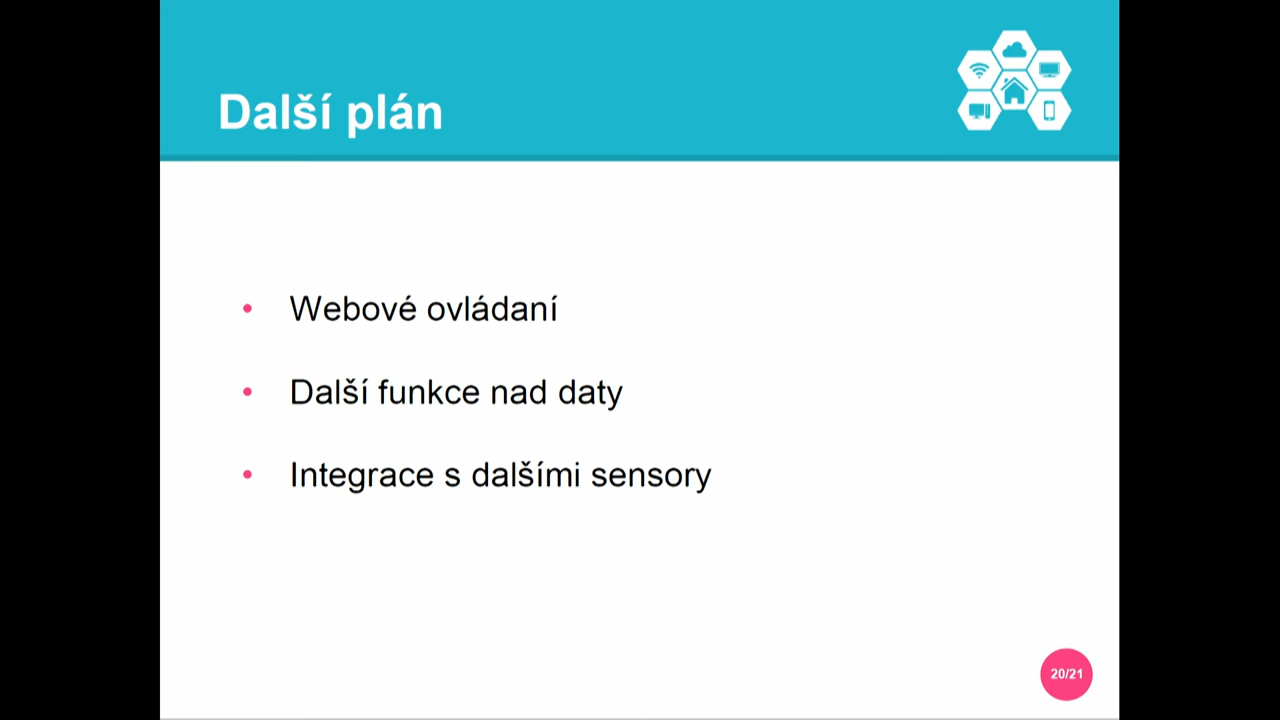 Další plán
• Webové ovládaní
• Další funkce nad daty
• Integrace s dalšími sensory
20/21